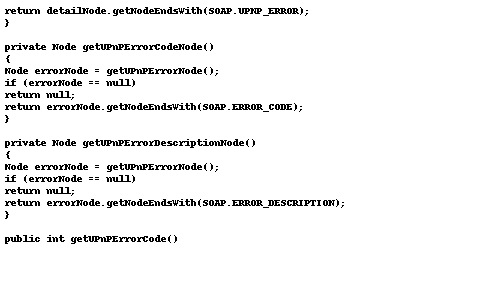 return detailNode.getNodeEndsWith(SOAP.UPNP_ERROR);
}
private Node getUPnPErrorCodeNode()
{
Node errorNode = getUPnPErrorNode();
if (errorNode == null)
return null;
return errorNode.getNodeEndsWith(SOAP.ERROR_CODE);
}
private Node getUPnPErrorDescriptionNode()
{
Node errorNode = getUPnPErrorNode();
if (errorNode == null)
return null;
return errorNode.getNodeEndsWith(SOAP.ERROR_DESCRIPTION);
}
public int getUPnPErrorCode()